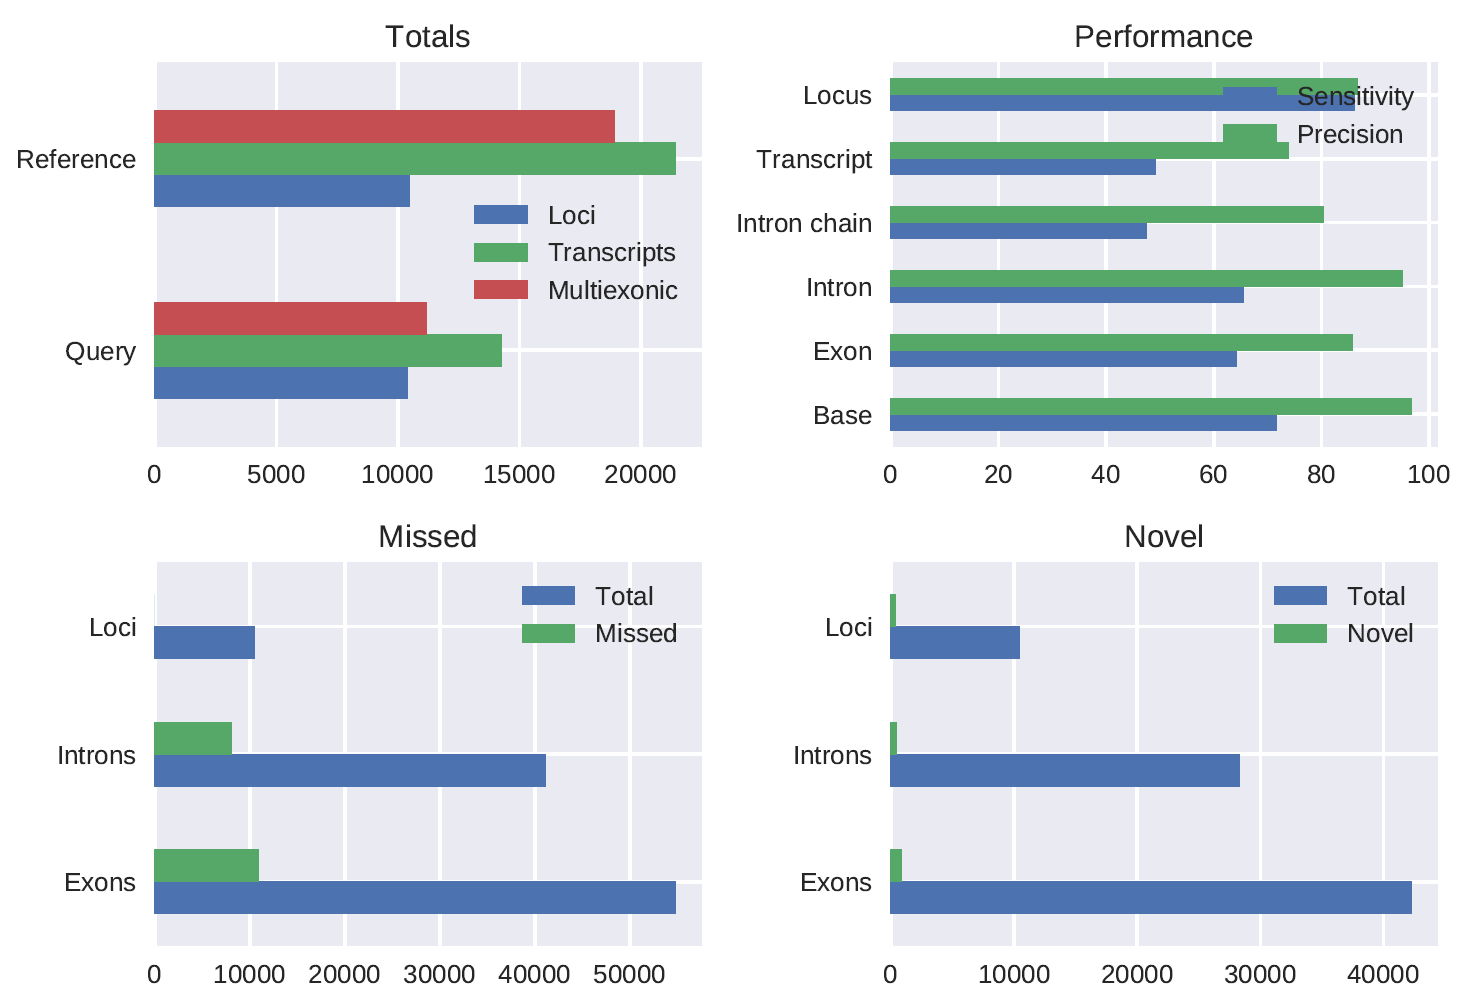 Totals
Reference
Query
Loci
Transcripts
Multiexonic
0 5000 10000 15000 20000
Performance
Locus
Transcript
Intron chain
Intron
Exon
Base
Sensitivity
Precision
0 20 40 60 80 100
Missed
Loci
Introns
Exons
Total
Missed
0 10000 20000 30000 40000 50000
Novel
Loci
Introns
Exons
Total
Novel
0 10000 20000 30000 40000